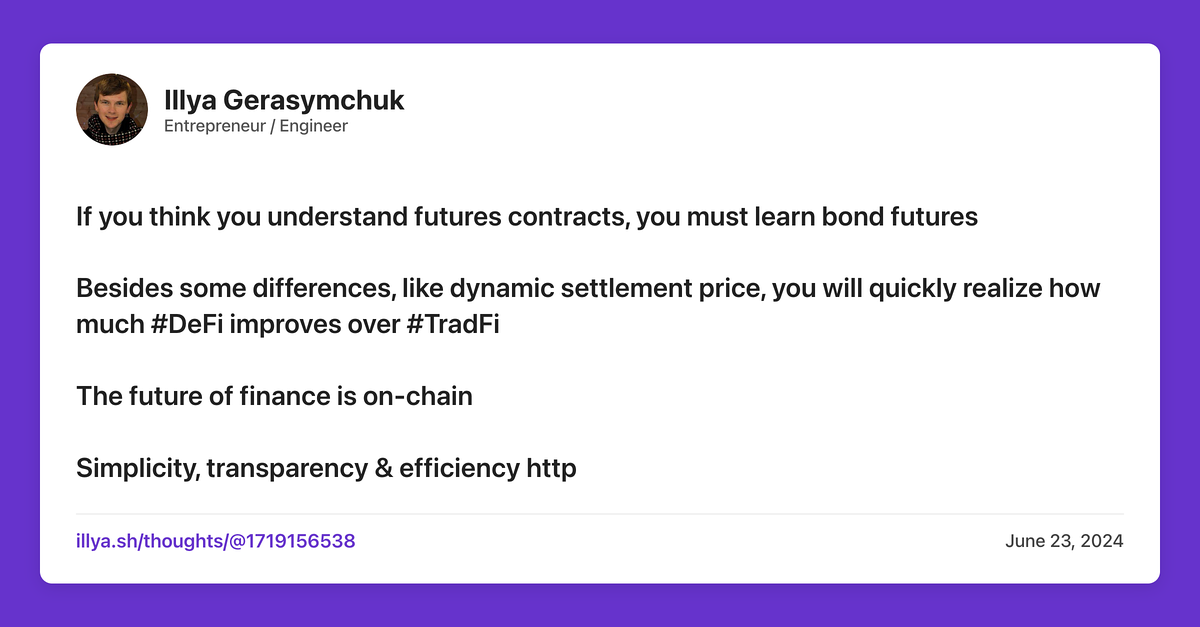 Illya Gerasymchuk
Entrepreneur / Engineer
If you think you understand futures contracts, you must learn bond futures
Besides some differences, like dynamic settlement price, you will quickly realize how
much #DeFi improves over #TradFi
The future of finance is on-chain
Simplicity, transparency & efficiency http
illya.sh/thoughts/@1719156538
June 23, 2024